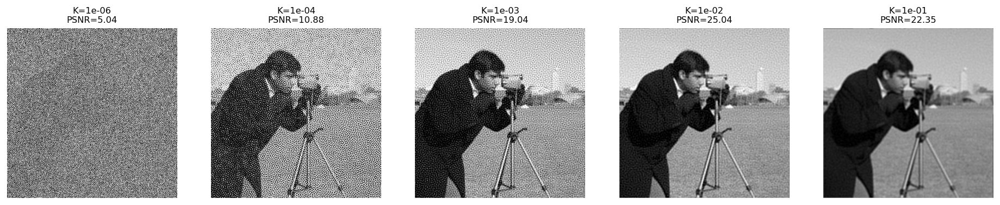 K=1e-06
PSNR=5.04
K=1e-04
PSNR=10.88
K=1e-03
PSNR=19.04
K=1e-02
PSNR=25.04
K=1e-01
PSNR=22.35